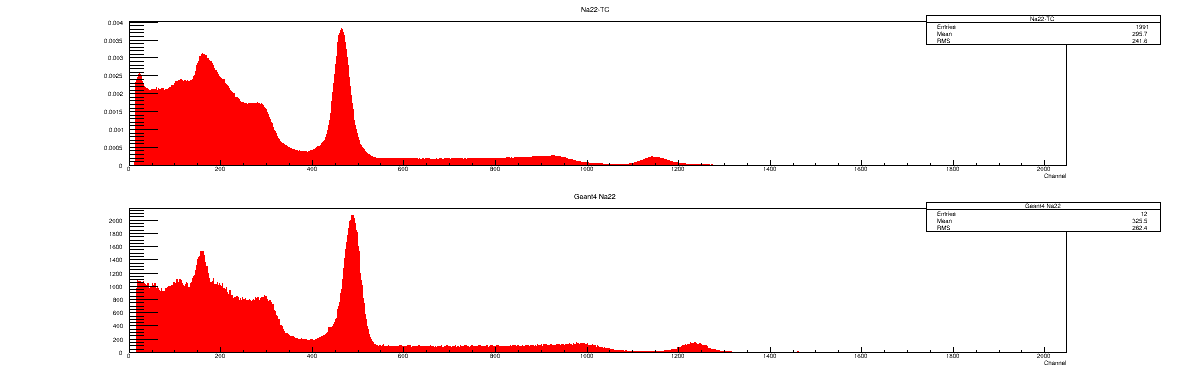 Na22-TC
Na22-TC
Entries 1991
Mean 295.7
RMS 241.6
0.004
0.0035
0.003
0.0025
0.002
0.0015
0.001
0.0005
0
0 200 400 600 800 1000 1200 1400 1600 1800 2000
Channel
Geant4 Na22
Geant4 Na22
Entries 12
Mean 325.5
RMS 262.4
2000
1800
1600
1400
1200
1000
800
600
400
200
0
0 200 400 600 800 1000 1200 1400 1600 1800 2000
Channel